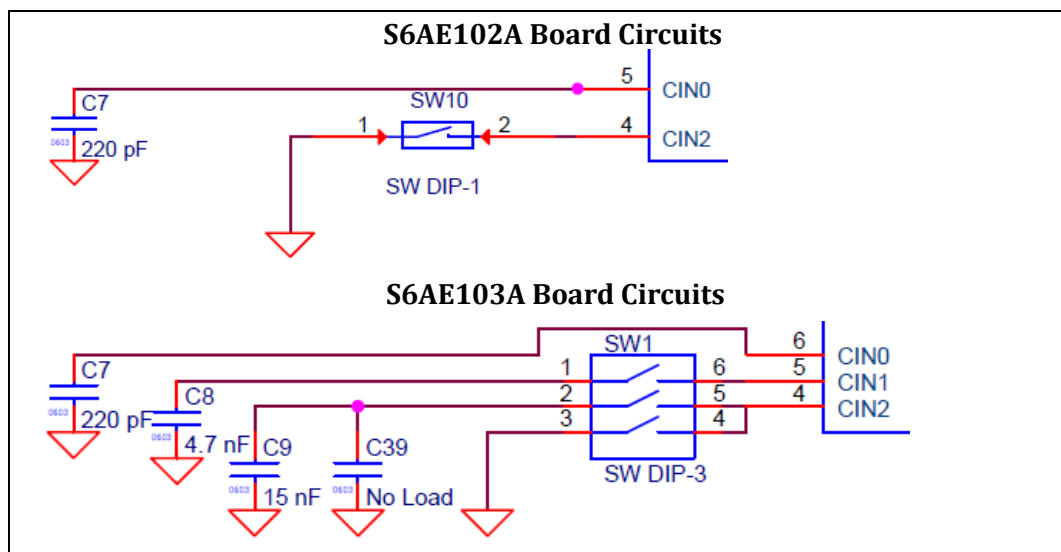 S6AE102A Board Circuits
5
CIN0
C7
SW10
1
2
4
CIN2
0603
220 pF
SW DIP-1
S6AE103A Board Circuits
6
CIN0
SW1
C7
1
6
5
CIN1
C8
2
5
4
CIN2
0603
220 pF
3
4
0603
4.7 nF
C9
C39
SW DIP-3
0603
15 nF
0603
No Load